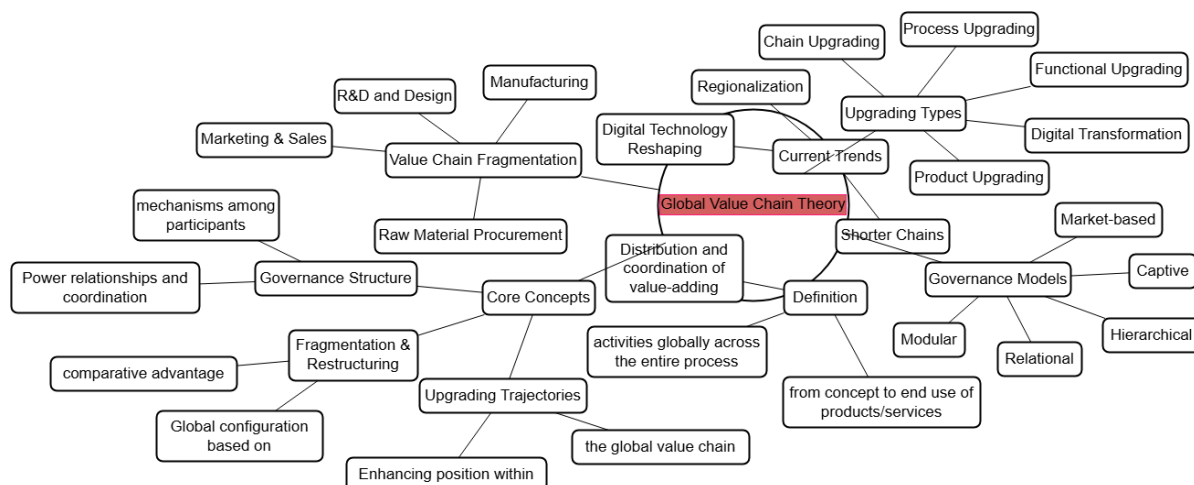 Process Upgrading
Chain Upgrading
Functional Upgrading
Manufacturing
Regionalization
R&D and Design
Upgrading Types
Digital Technology
Reshaping
Digital Transformation
Marketing & Sales
Value Chain Fragmentation
Current Trends
Product Upgrading
Global Value Chain Theory
mechanisms among
participants
Market-based
Raw Material Procurement
Shorter Chains
Distribution and
coordination of
value-adding
Power relationships and
coordination
Governance Structure
Captive
Governance Models
Core Concepts
Definition
Hierarchical
activities globally across
the entire process
Modular
Fragmentation &
Restructuring
Relational
comparative advantage
Upgrading Trajectories
from concept to end use of
products/services
Global configuration
based on
the global value chain
Enhancing position within